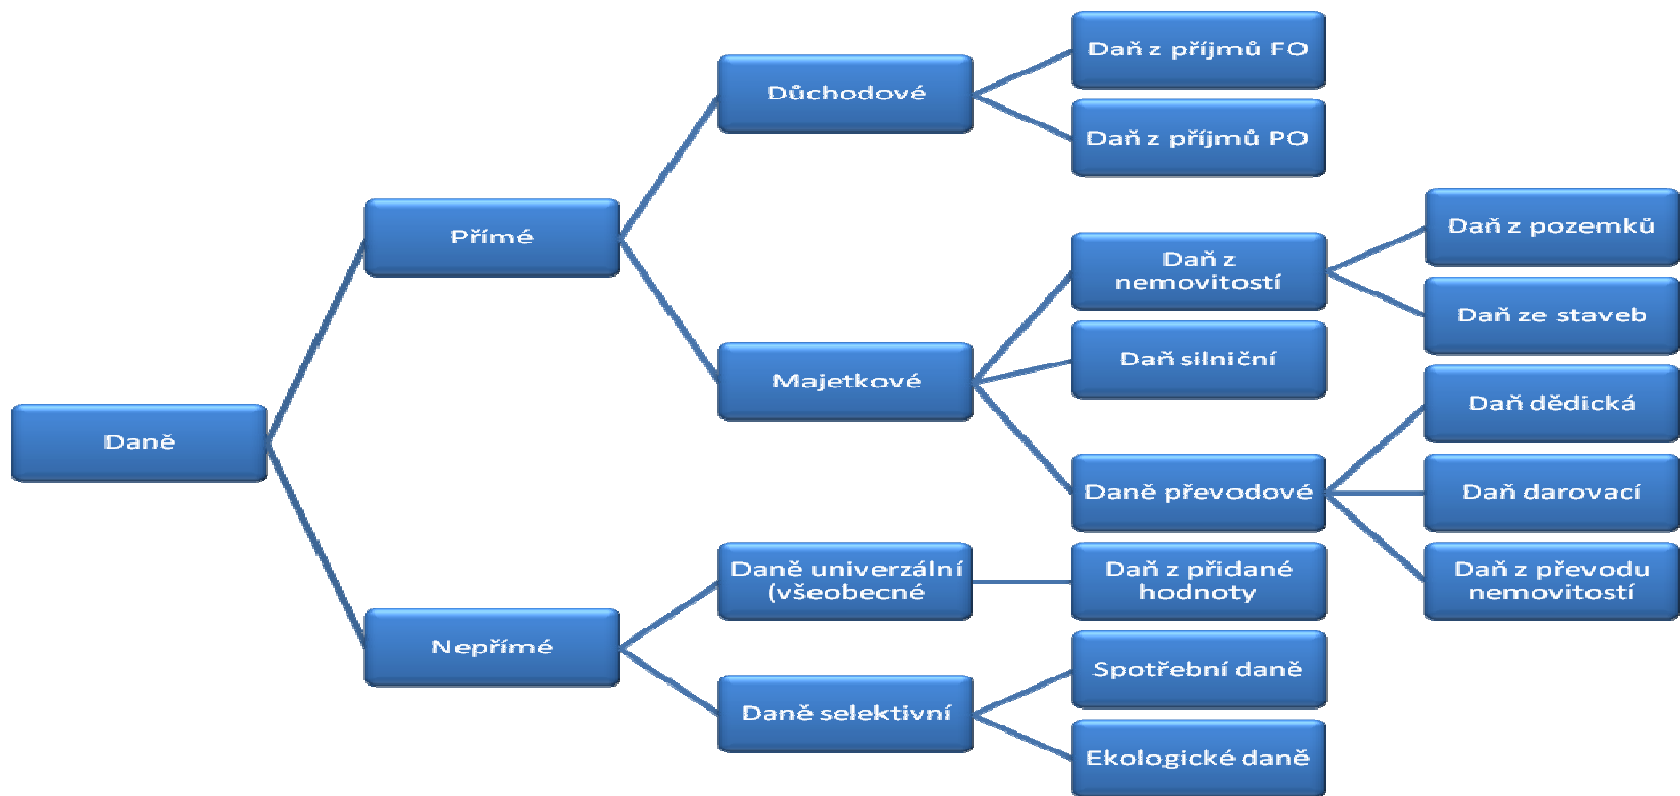 Daně
Přímé
Důchodové
Daň z příjmů FO
Daň z příjmů PO
Majetkové
Daň z
nemovitostí
Daň z pozemků
Daň ze staveb
Daň silniční
Daně převodové
Daň dědická
Daň darovací
Daň z převodu
nemovitostí
Nepřímé
Daně univerzální
(všeobecné
Daň z přidané
hodnoty
Daně selektivní
Spotřební daně
Ekologické daně